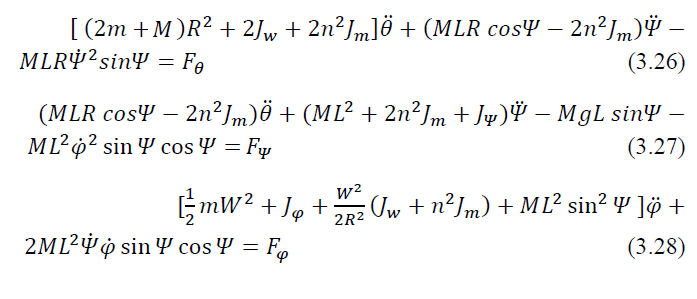 [ (2m + M)R² + 2J_w + 2n²J_m]θ̈ + (MLR cosΨ − 2n²J_m)Ψ̈ −
MLRΨ̇²sinΨ = F_θ (3.26)
(MLR cosΨ − 2n²J_m)θ̈ + (ML² + 2n²J_m + J_Ψ)Ψ̈ − MgL sinΨ −
ML²φ̇² sin Ψ cos Ψ = F_Ψ (3.27)
[½mW² + J_φ + W²/2R² (J_w + n²J_m) + ML² sin² Ψ ]φ̈ +
2ML²Ψ̇φ̇ sin Ψ cos Ψ = F_φ (3.28)